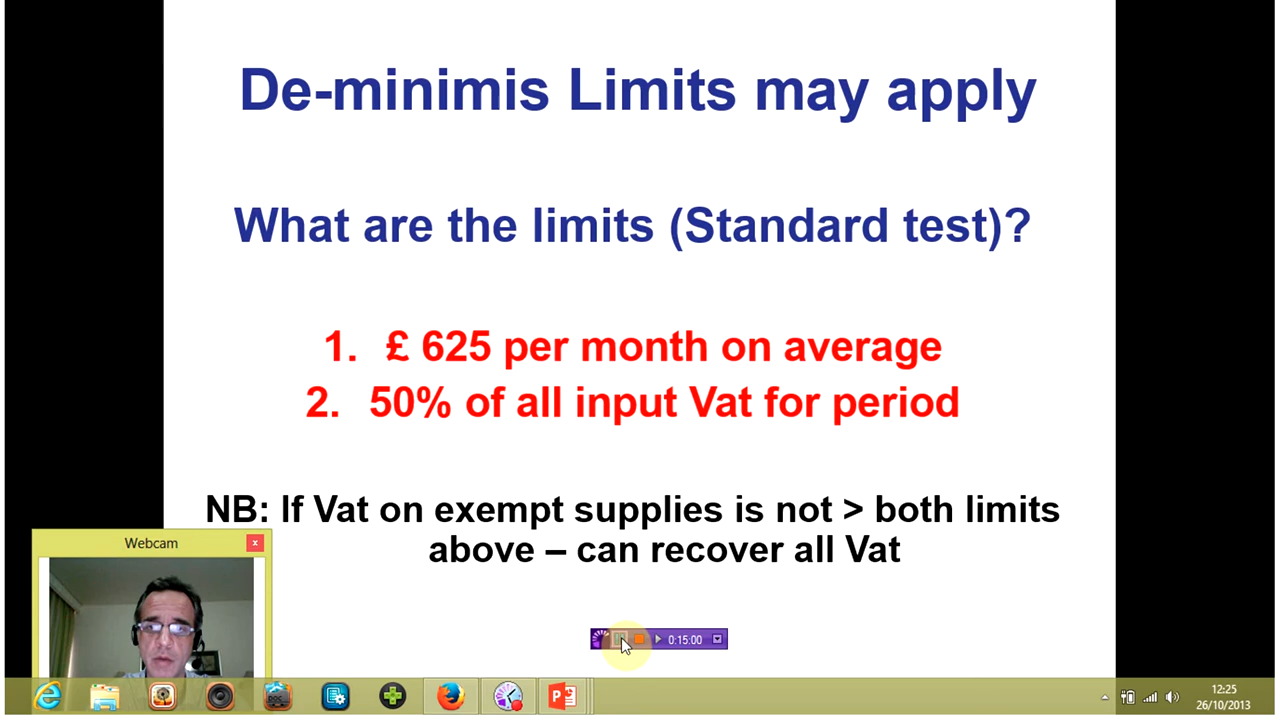 De-minimis Limits may apply
What are the limits (Standard test)?
1. £ 625 per month on average
2. 50% of all input Vat for period
NB: If Vat on exempt supplies is not > both limits
above – can recover all Vat
Webcam
x
0:15:00
12:25
26/10/2013